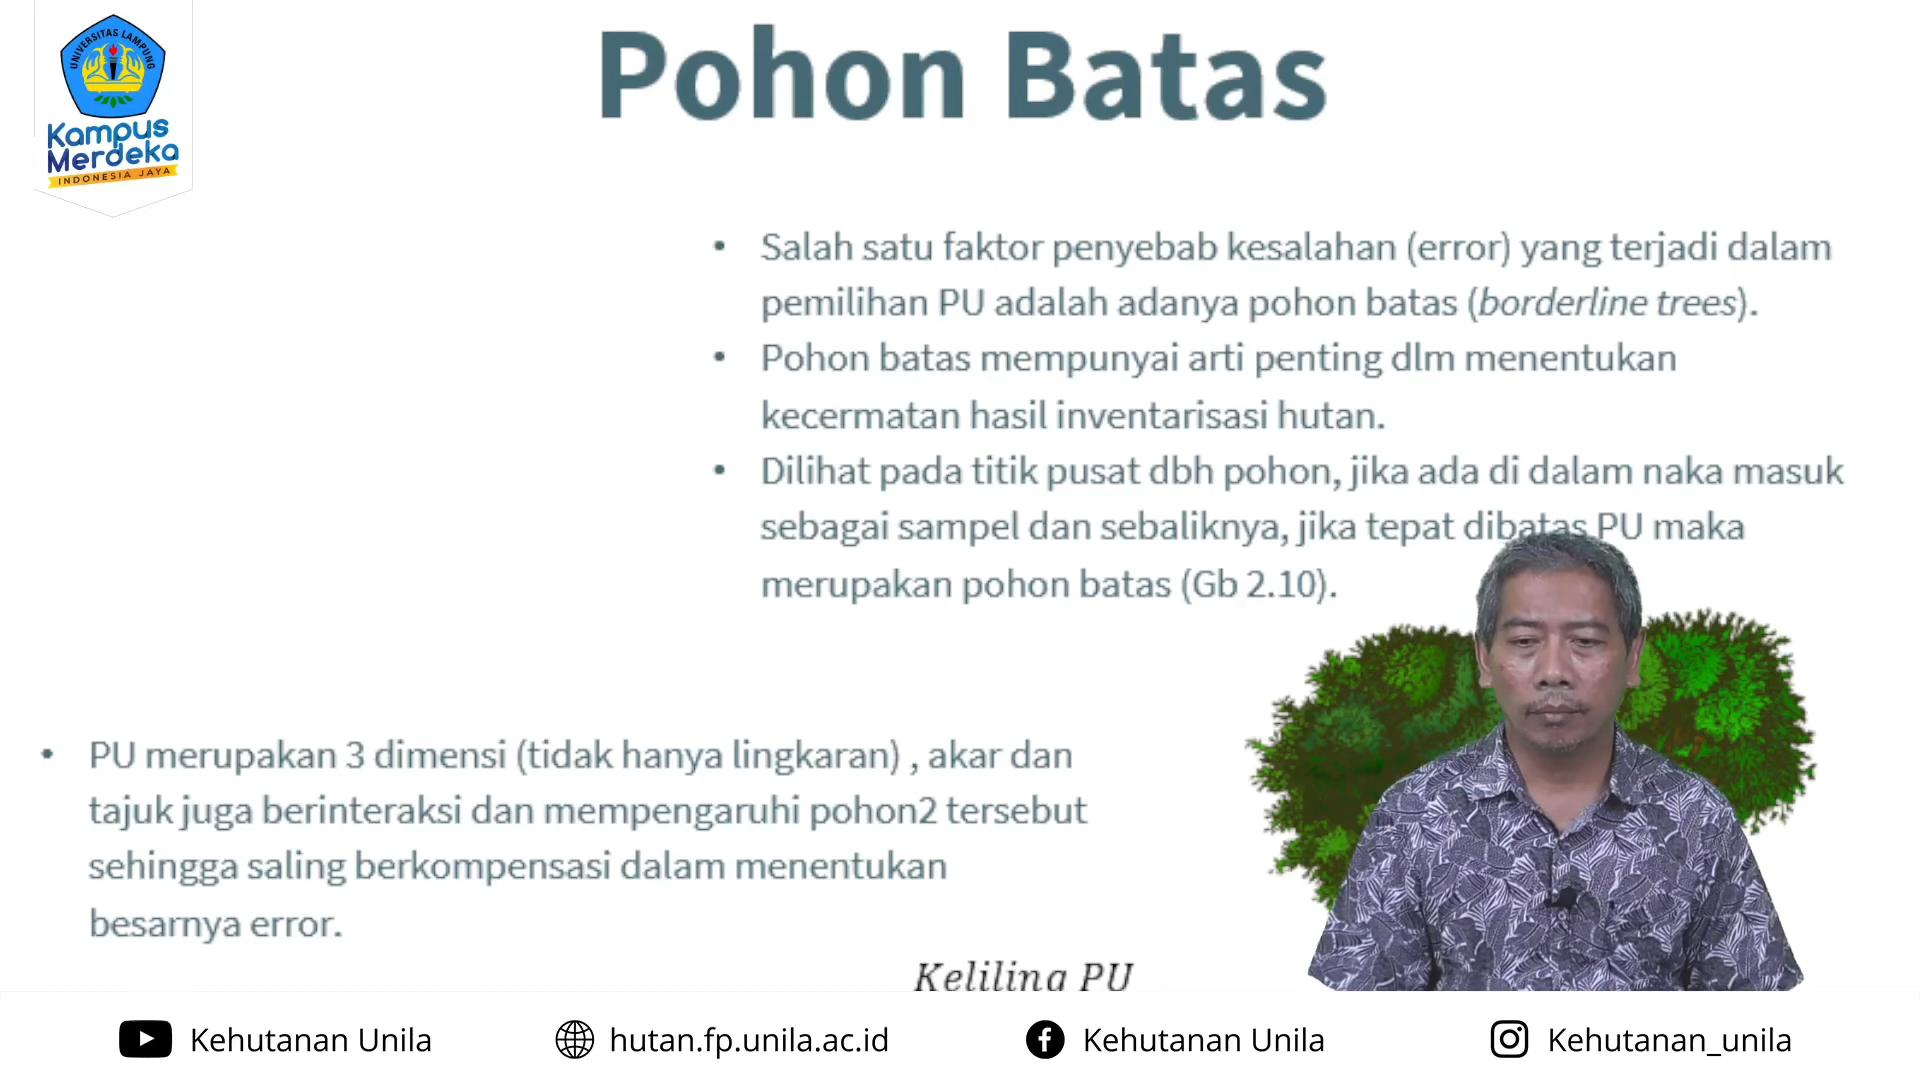 UNIVERSITAS LAMPUNG
Kampus
Merdeka
INDONESIA JAYA
Pohon Batas
• Salah satu faktor penyebab kesalahan (error) yang terjadi dalam
pemilihan PU adalah adanya pohon batas (borderline trees).
• Pohon batas mempunyai arti penting dlm menentukan
kecermatan hasil inventarisasi hutan.
• Dilihat pada titik pusat dbh pohon, jika ada di dalam naka masuk
sebagai sampel dan sebaliknya, jika tepat dibatas PU maka
merupakan pohon batas (Gb 2.10).
• PU merupakan 3 dimensi (tidak hanya lingkaran) , akar dan
tajuk juga berinteraksi dan mempengaruhi pohon2 tersebut
sehingga saling berkompensasi dalam menentukan
besarnya error.
Keliling PU
Kehutanan Unila
hutan.fp.unila.ac.id
Kehutanan Unila
Kehutanan_unila